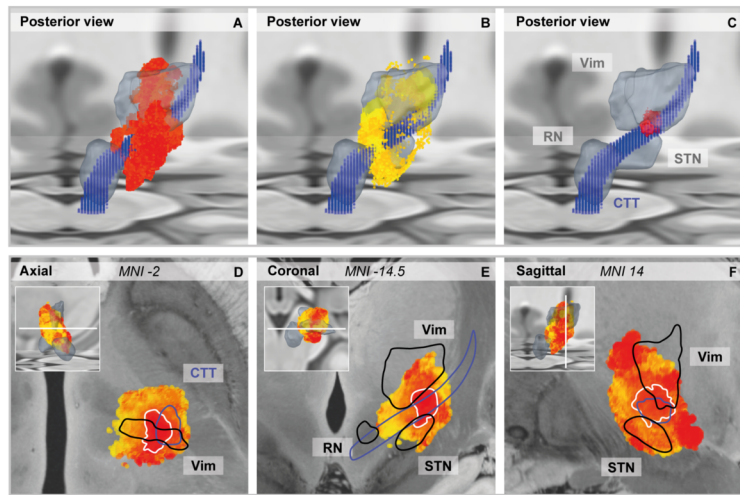 Posterior view A
Posterior view B
Posterior view C
Vim
RN
STN
CTT
Axial MNI -2 D
CTT
Vim
Coronal MNI -14.5 E
Vim
RN
STN
Sagittal MNI 14 F
Vim
STN